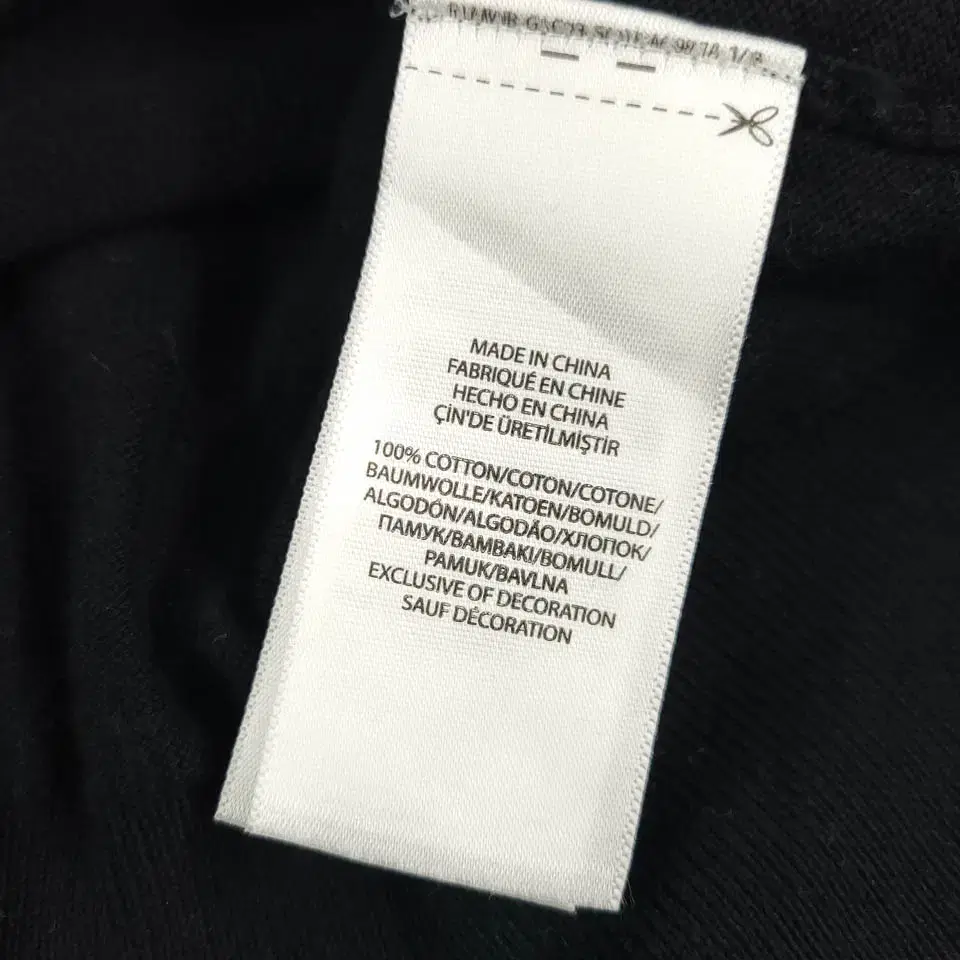 MADE IN CHINA
FABRIQUÉ EN CHINE
HECHO EN CHINA
ÇİN'DE ÜRETİLMİŞTİR
100% COTTON/COTON/COTONE/
BAUMWOLLE/KATOEN/BOMULD/
ALGODÓN/ALGODÃO/ХЛОПОК/
ПАМУК/BAMBAKI/BOMULL/
PAMUK/BAVLNA
EXCLUSIVE OF DECORATION
SAUF DÉCORATION